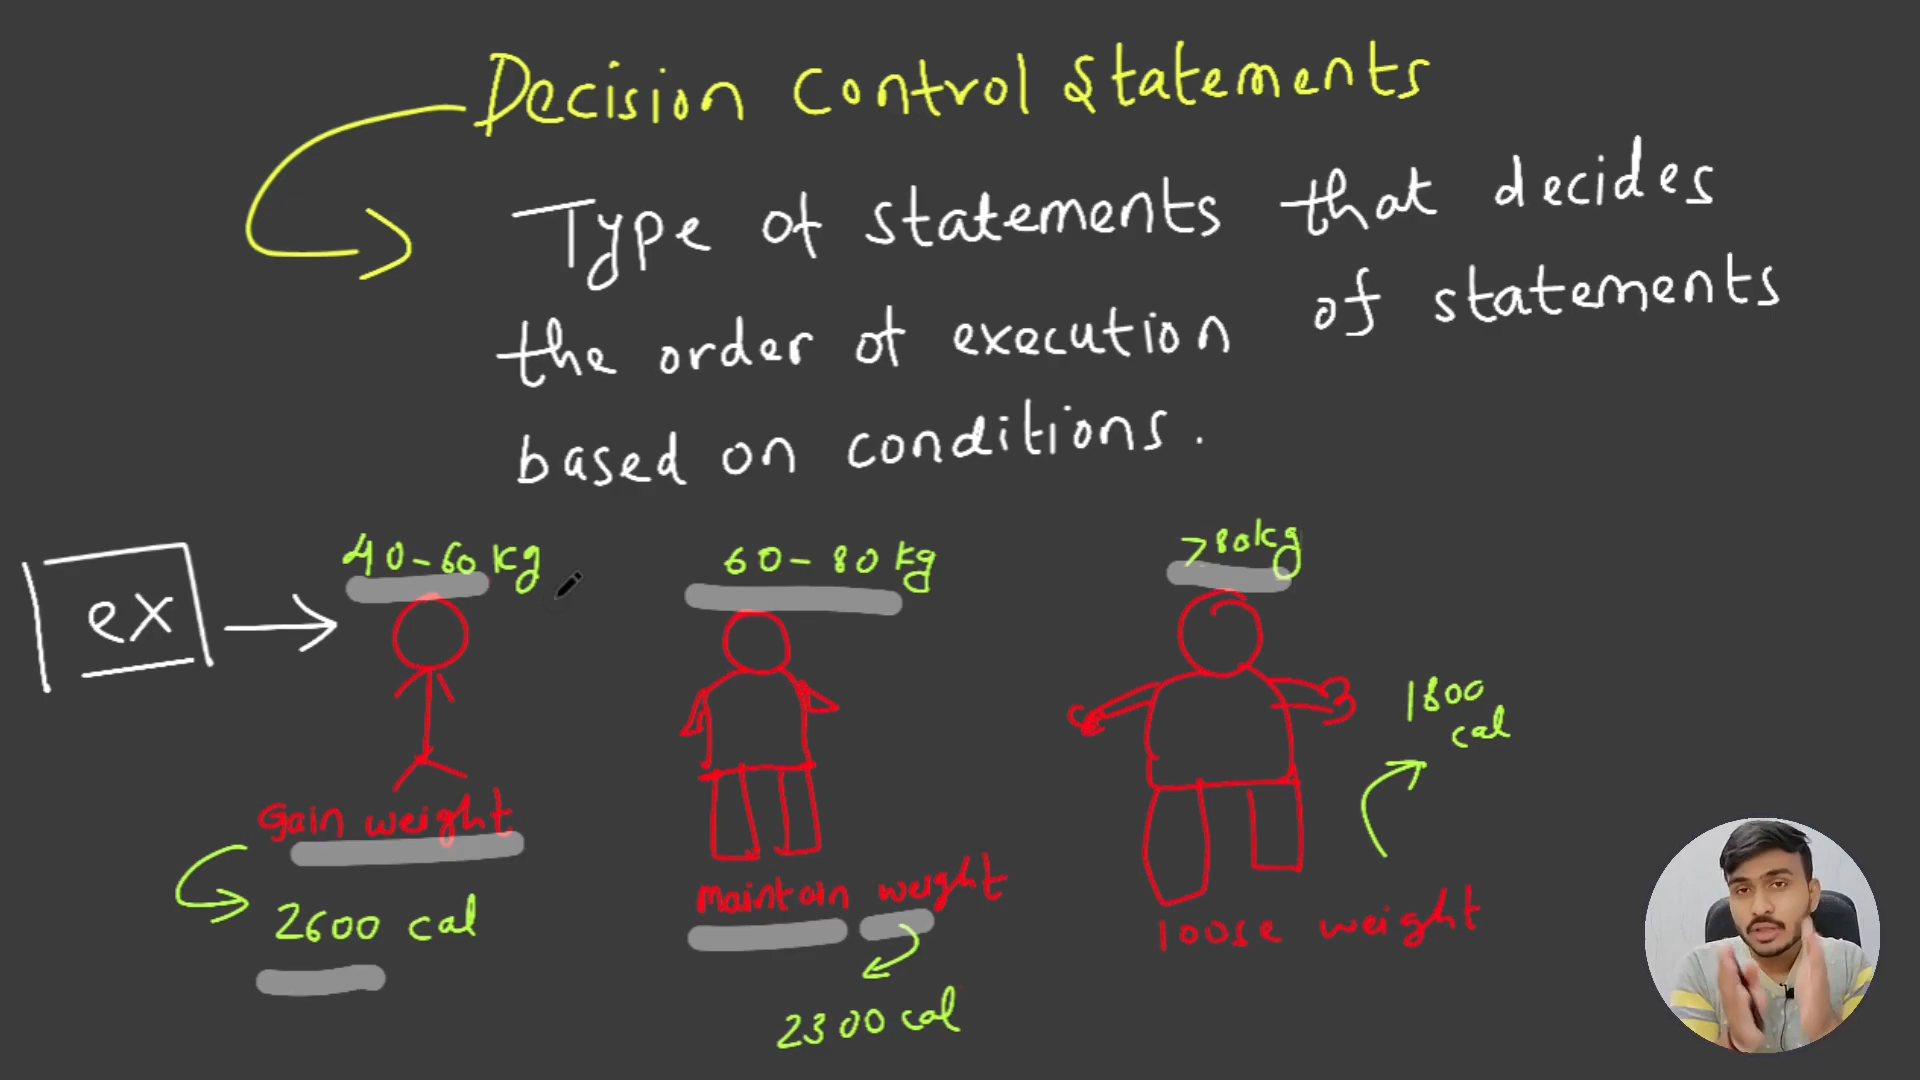 Decision Control Statements
Type of statements that decides
the order of execution of statements
based on conditions.
ex
40-60 kg
60-80 kg
>80kg
1800
cal
Gain weight
2600 cal
maintain weight
2300 cal
loose weight